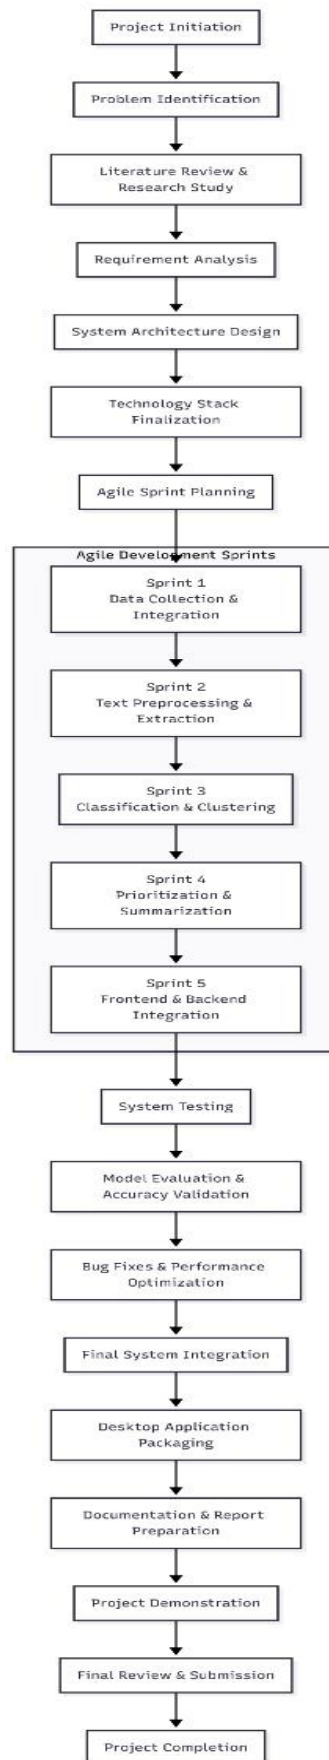 Project Initiation
Problem Identification
Literature Review &
Research Study
Requirement Analysis
System Architecture Design
Technology Stack
Finalization
Agile Sprint Planning
Agile Development Sprints
Sprint 1
Data Collection &
Integration
Sprint 2
Text Preprocessing &
Extraction
Sprint 3
Classification & Clustering
Sprint 4
Prioritization &
Summarization
Sprint 5
Frontend & Backend
Integration
System Testing
Model Evaluation &
Accuracy Validation
Bug Fixes & Performance
Optimization
Final System Integration
Desktop Application
Packaging
Documentation & Report
Preparation
Project Demonstration
Final Review & Submission
Project Completion